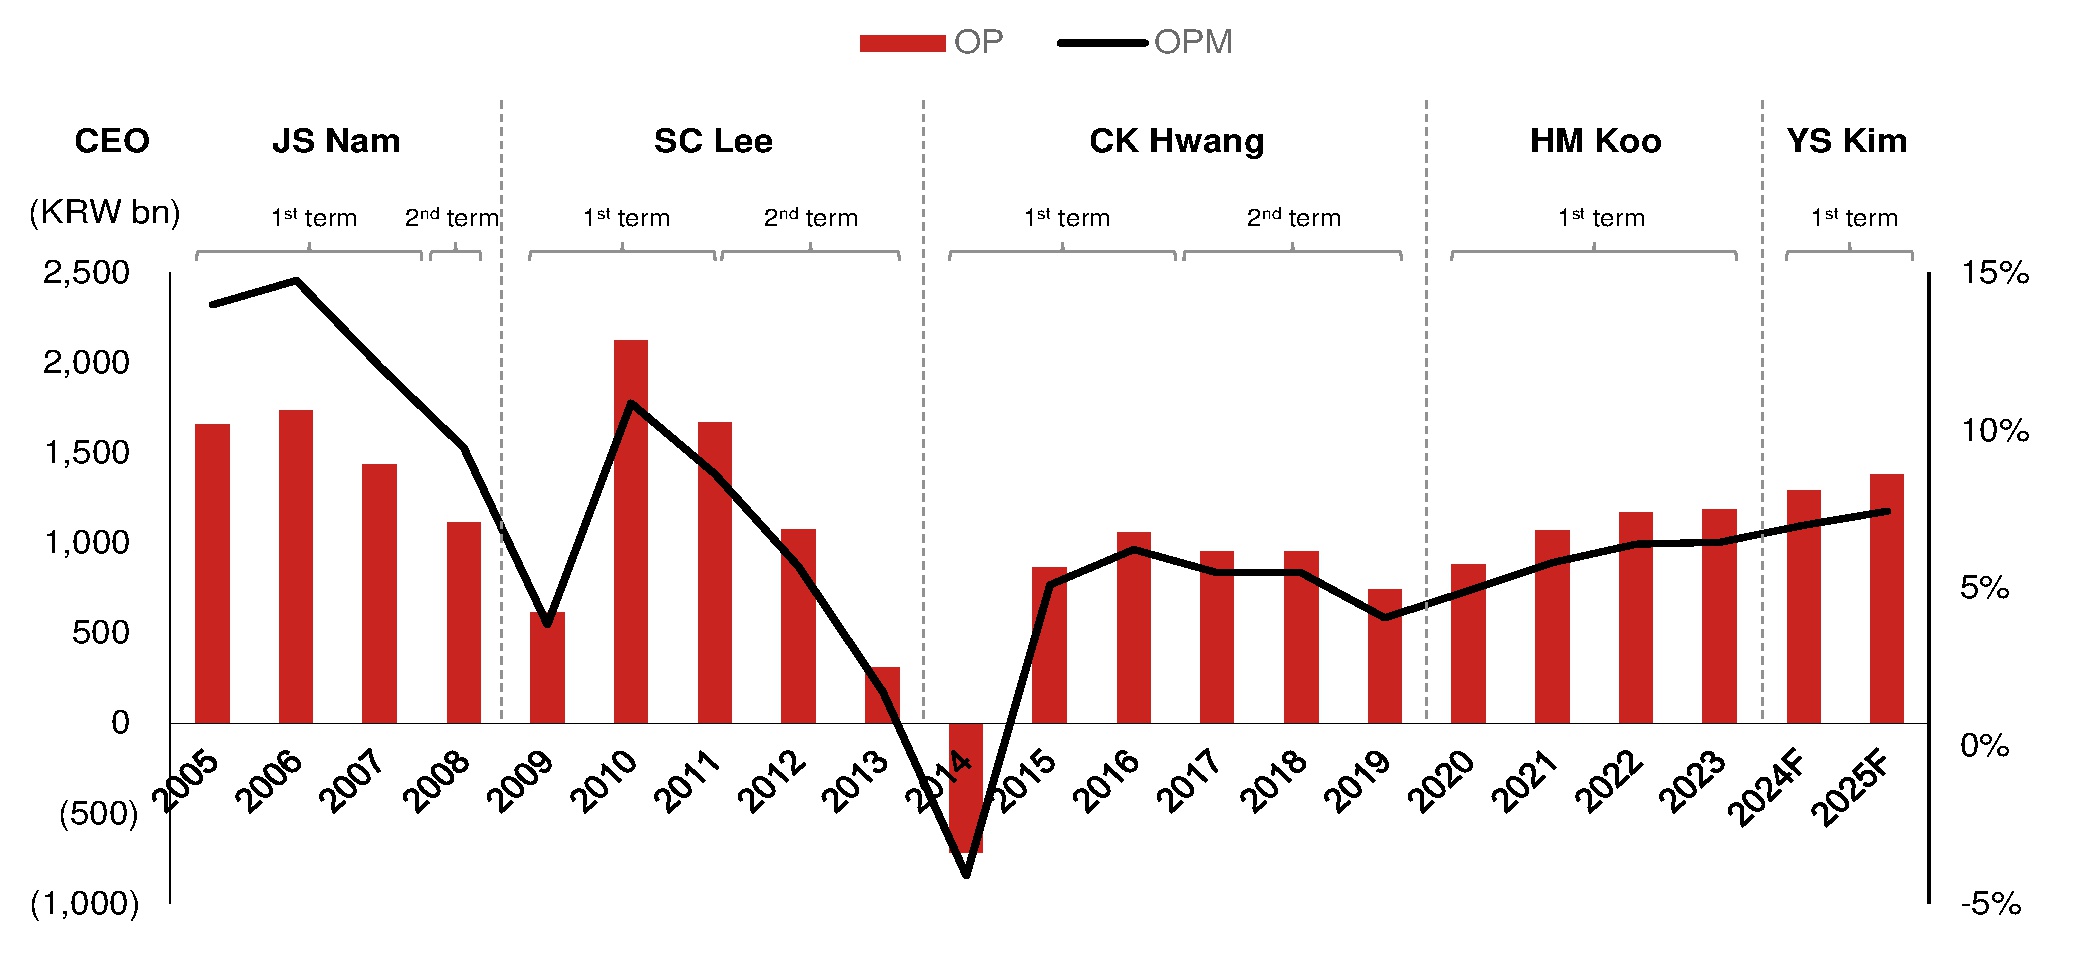 OP OPM
CEO JS Nam SC Lee CK Hwang HM Koo YS Kim
(KRW bn) 1st term 2nd term 1st term 2nd term 1st term 2nd term 1st term 1st term
2,500 15%
2,000
1,500 10%
1,000
500 5%
0 0%
(500)
(1,000) -5%
2005 2006 2007 2008 2009 2010 2011 2012 2013 2014 2015 2016 2017 2018 2019 2020 2021 2022 2023 2024F 2025F